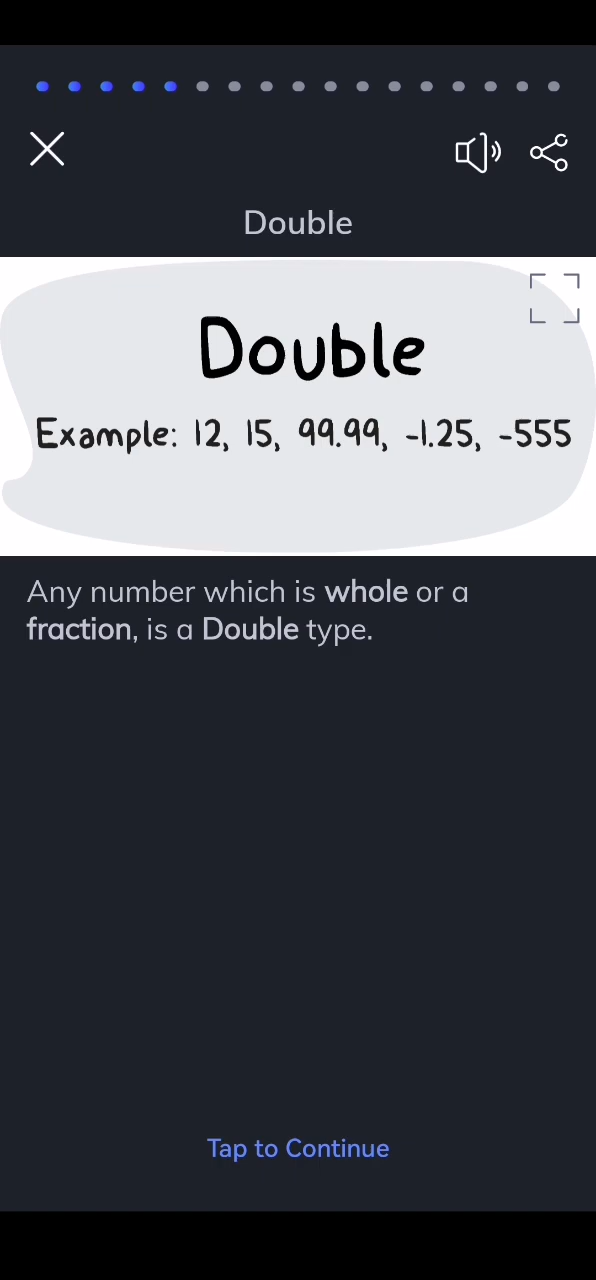 Double
Double
Example: 12, 15, 99.99, -1.25, -555
Any number which is whole or a
fraction, is a Double type.
Tap to Continue